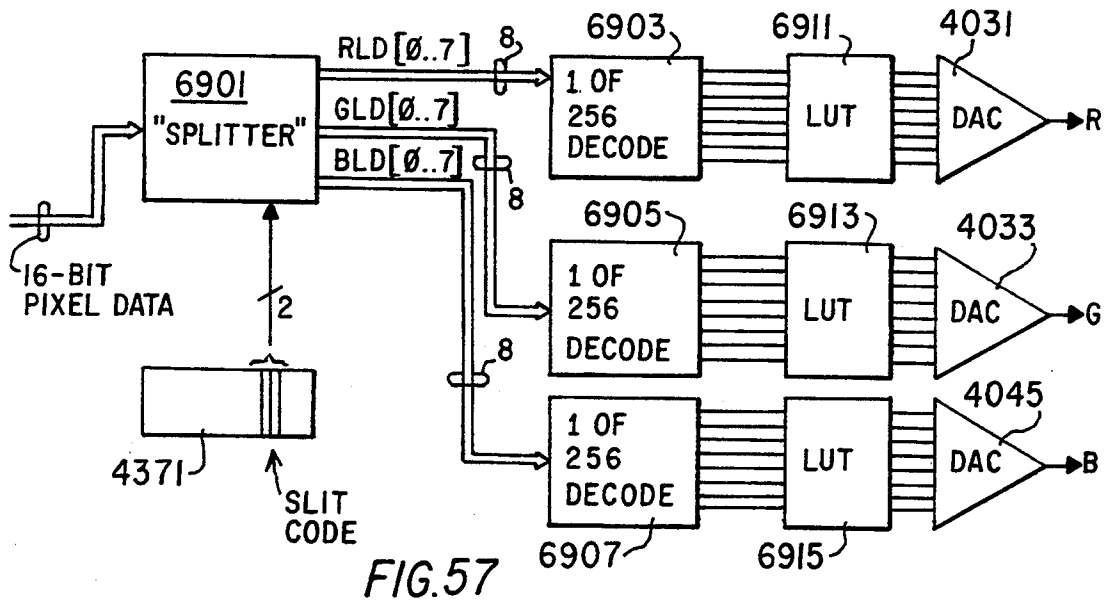 6901
"SPLITTER"
16-BIT
PIXEL DATA
2
4371
SLIT
CODE
RLD[Ø..7]
8
GLD[Ø..7]
8
BLD[Ø..7]
8
6903
1 OF
256
DECODE
6911
LUT
4031
DAC
R
6905
1 OF
256
DECODE
6913
LUT
4033
DAC
G
1 OF
256
DECODE
6907
LUT
6915
4045
DAC
B
FIG.57